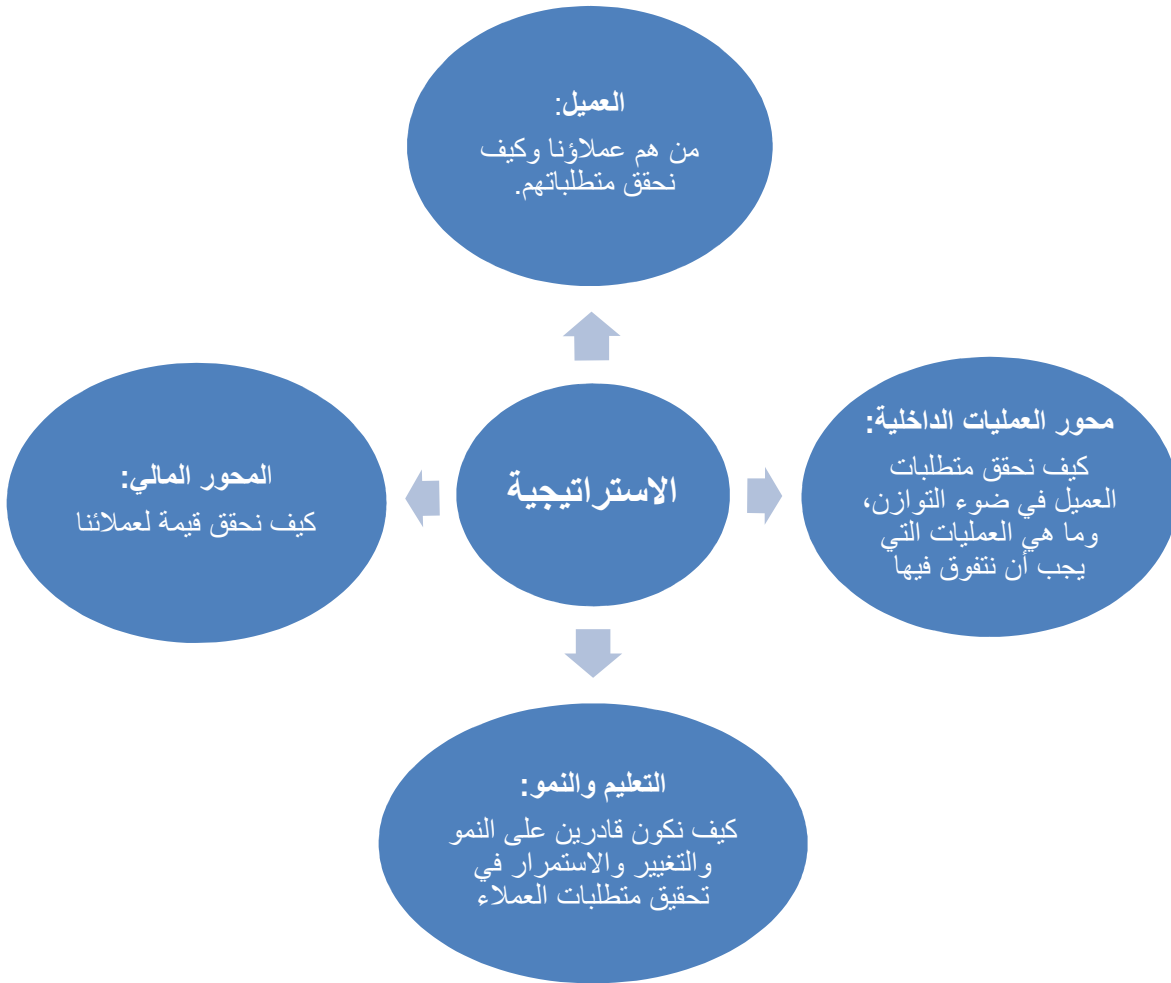 العميل:
من هم عملاؤنا وكيف
نحقق متطلباتهم.
محور العمليات الداخلية:
كيف نحقق متطلبات
العميل في ضوء التوازن،
وما هي العمليات التي
يجب أن نتفوق فيها
الاستراتيجية
المحور المالي:
كيف نحقق قيمة لعملائنا
التعليم والنمو:
كيف نكون قادرين على النمو
والتغيير والاستمرار في
تحقيق متطلبات العملاء